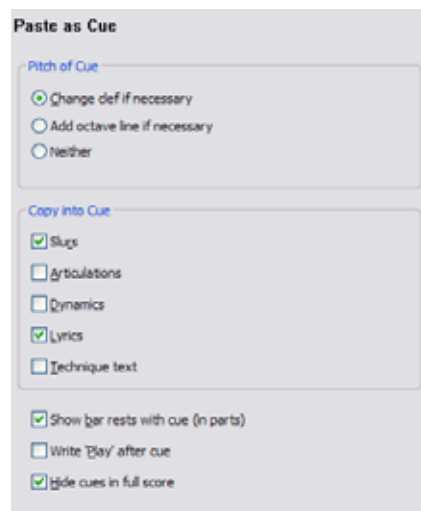 Paste as Cue
Pitch of Cue
Change clef if necessary
Add octave line if necessary
Neither
Copy into Cue
Slurs
Articulations
Dynamics
Lyrics
Technique text
Show bar rests with cue (in parts)
Write 'Play' after cue
Hide cues in full score